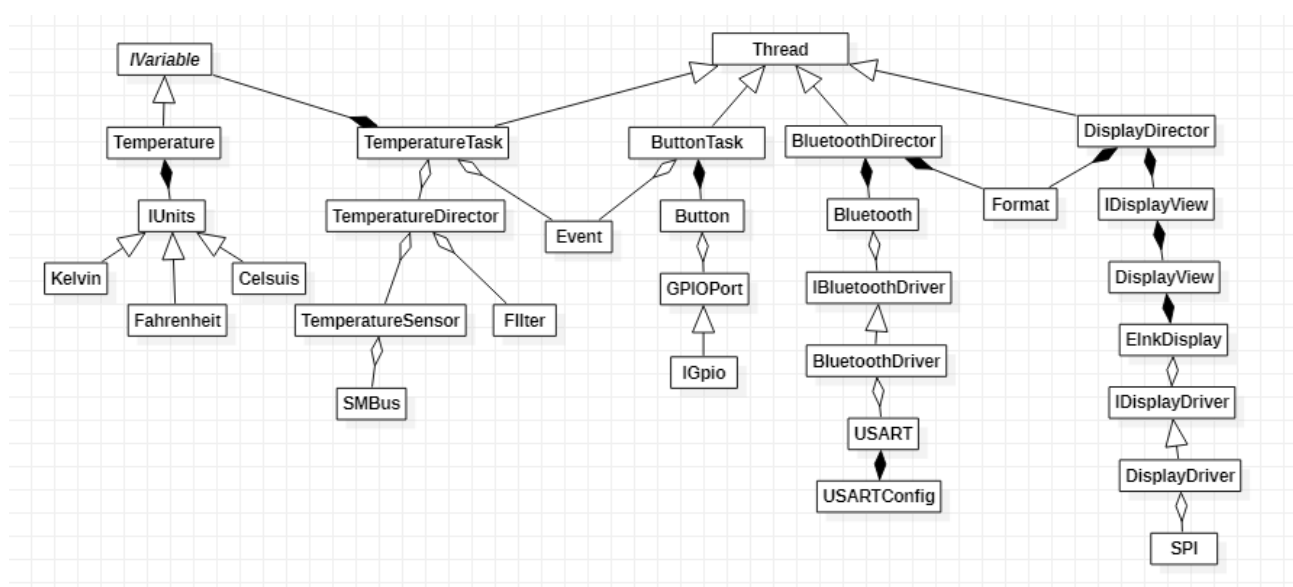 Thread
IVariable
Temperature
TemperatureTask
ButtonTask
BluetoothDirector
DisplayDirector
IUnits
TemperatureDirector
Event
Button
Bluetooth
Format
IDisplayView
Kelvin
Celsuis
GPIOPort
IBluetoothDriver
DisplayView
Fahrenheit
TemperatureSensor
FIlter
EInkDisplay
IGpio
BluetoothDriver
SMBus
IDisplayDriver
USART
DisplayDriver
USARTConfig
SPI